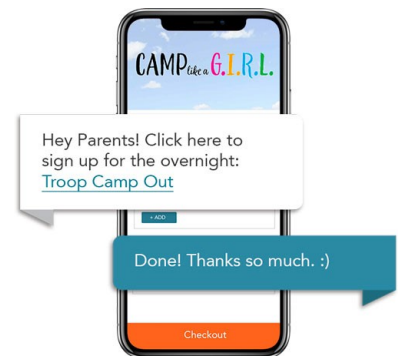 CAMP like a G.I.R.L.
Hey Parents! Click here to
sign up for the overnight:
Troop Camp Out
+ ADD
Done! Thanks so much. :)
Checkout